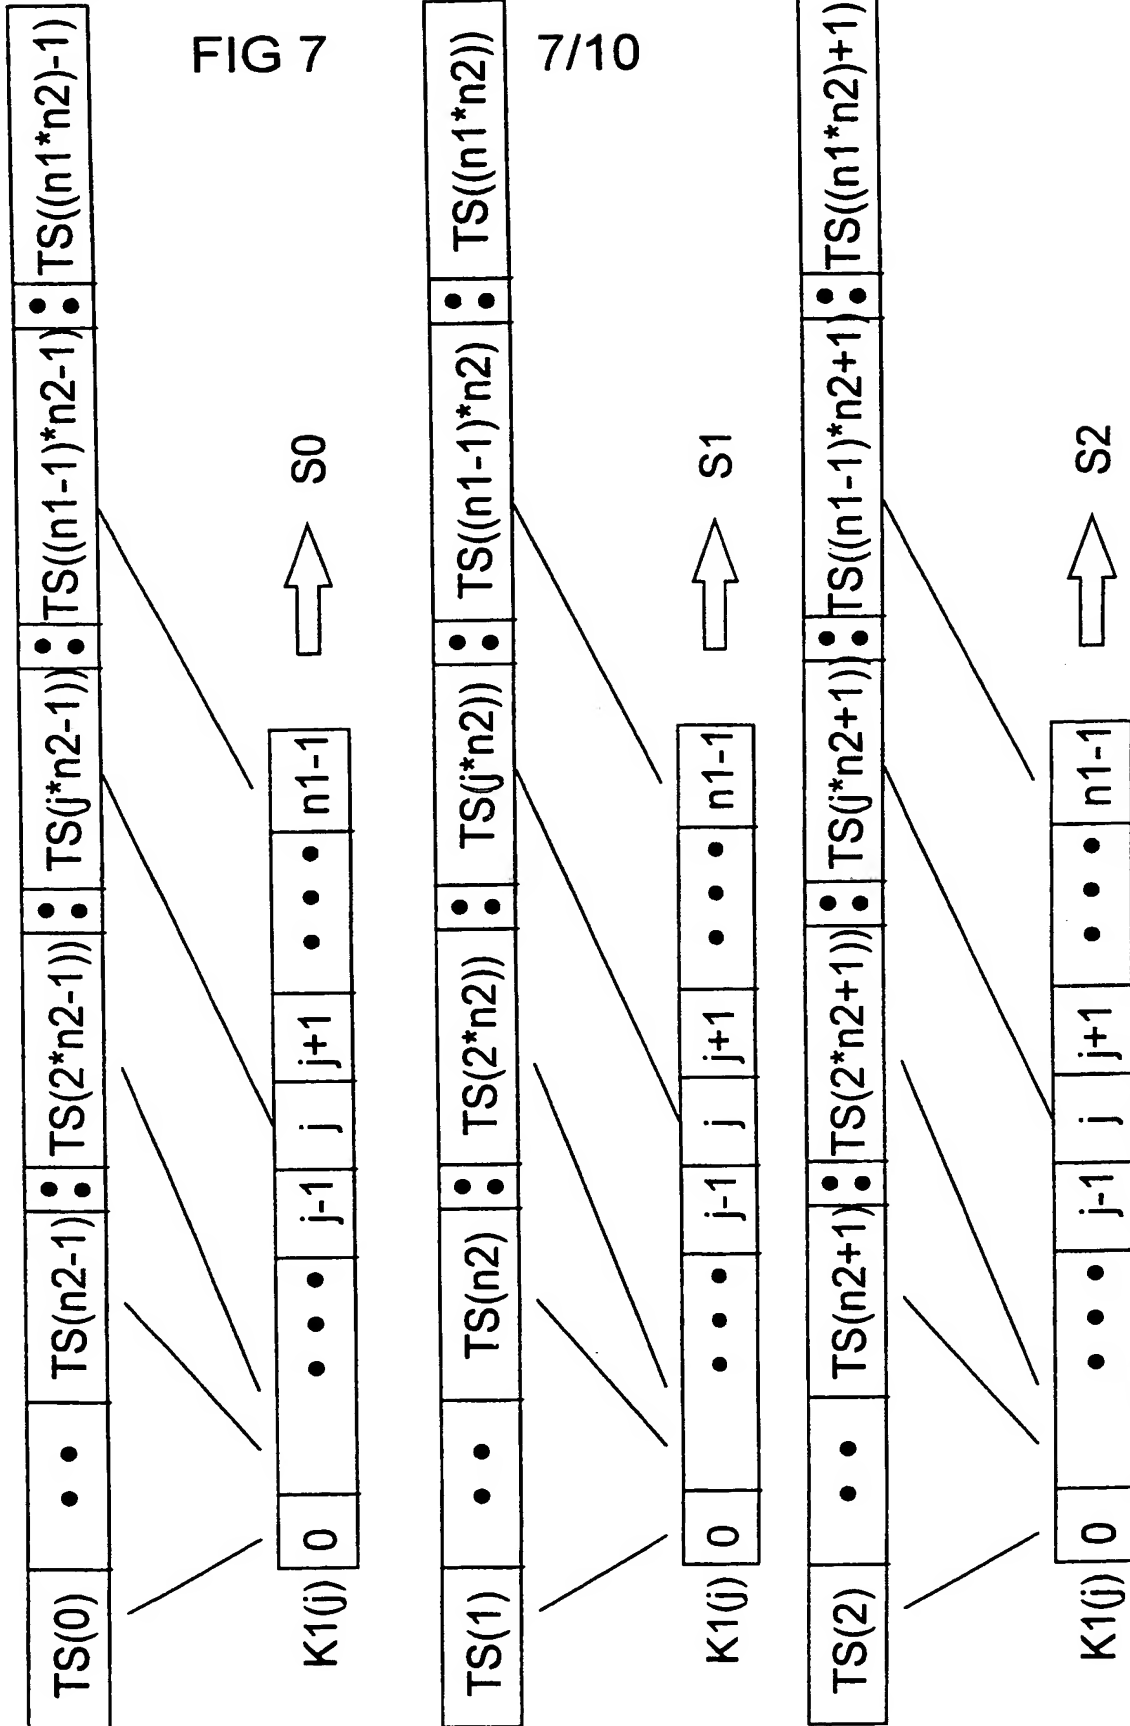 FIG 7
7/10
TS(0) • • TS(n2-1) • • TS(2*n2-1)) • • TS(j*n2-1)) • • TS((n1-1)*n2-1) • • TS((n1*n2)-1)
K1(j) 0 • • • j-1 j j+1 • • • n1-1 S0
TS(1) • • TS(n2) • • TS(2*n2)) • • TS(j*n2)) • • TS((n1-1)*n2) • • TS((n1*n2))
K1(j) 0 • • • j-1 j j+1 • • • n1-1 S1
TS(2) • • TS(n2+1) • • TS(2*n2+1)) • • TS(j*n2+1)) • • TS((n1-1)*n2+1) • • TS((n1*n2)+1)
K1(j) 0 • • • j-1 j j+1 • • • n1-1 S2